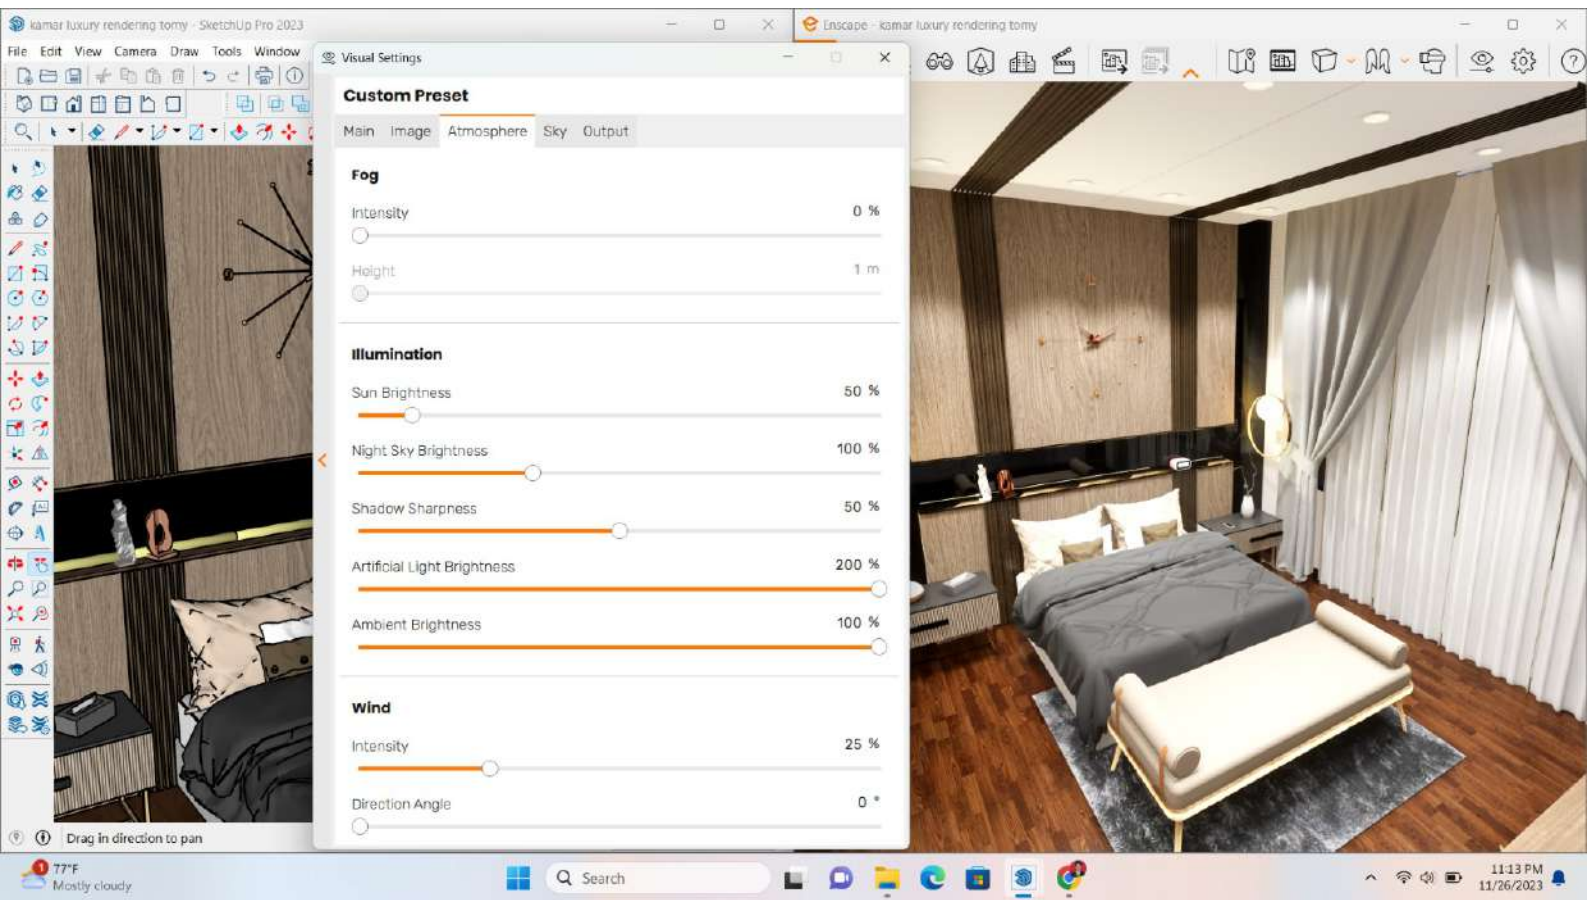 kamar luxury rendering tomy - SketchUp Pro 2023
File Edit View Camera Draw Tools Window
Enscape - kamar luxury rendering tomy
Visual Settings
Custom Preset
Main Image Atmosphere Sky Output
Fog
Intensity 0 %
Height 1 m
Illumination
Sun Brightness 50 %
Night Sky Brightness 100 %
Shadow Sharpness 50 %
Artificial Light Brightness 200 %
Ambient Brightness 100 %
Wind
Intensity 25 %
Direction Angle 0 °
Drag in direction to pan
1
77°F
Mostly cloudy
Search
11:13 PM
11/26/2023